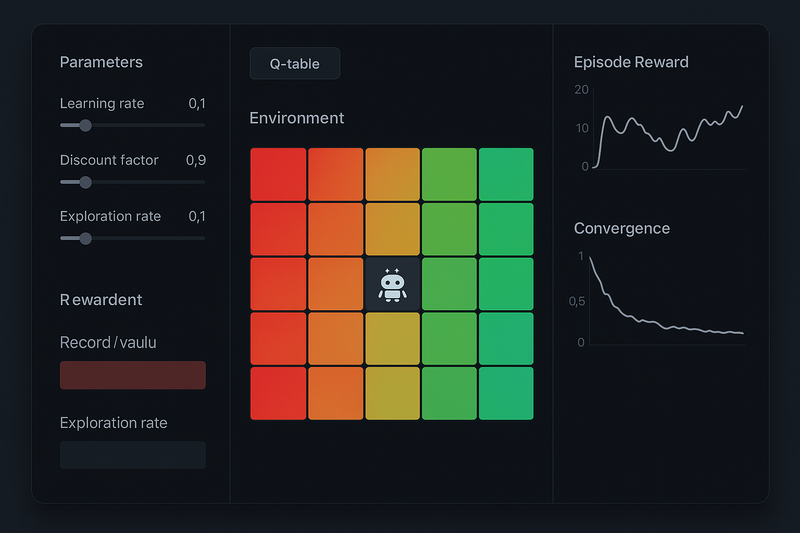 Parameters
Learning rate 0,1
Discount factor 0,9
Exploration rate 0,1
Rewardent
Record/vaulu
Exploration rate
Q-table
Environment
Episode Reward
20
10
0
Convergence
1
0,5
0